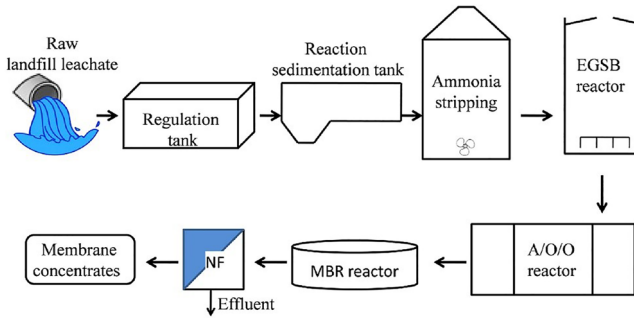 Raw
landfill leachate
Regulation
tank
Reaction
sedimentation tank
Ammonia
stripping
EGSB
reactor
A/O/O
reactor
MBR reactor
NF
Effluent
Membrane
concentrates